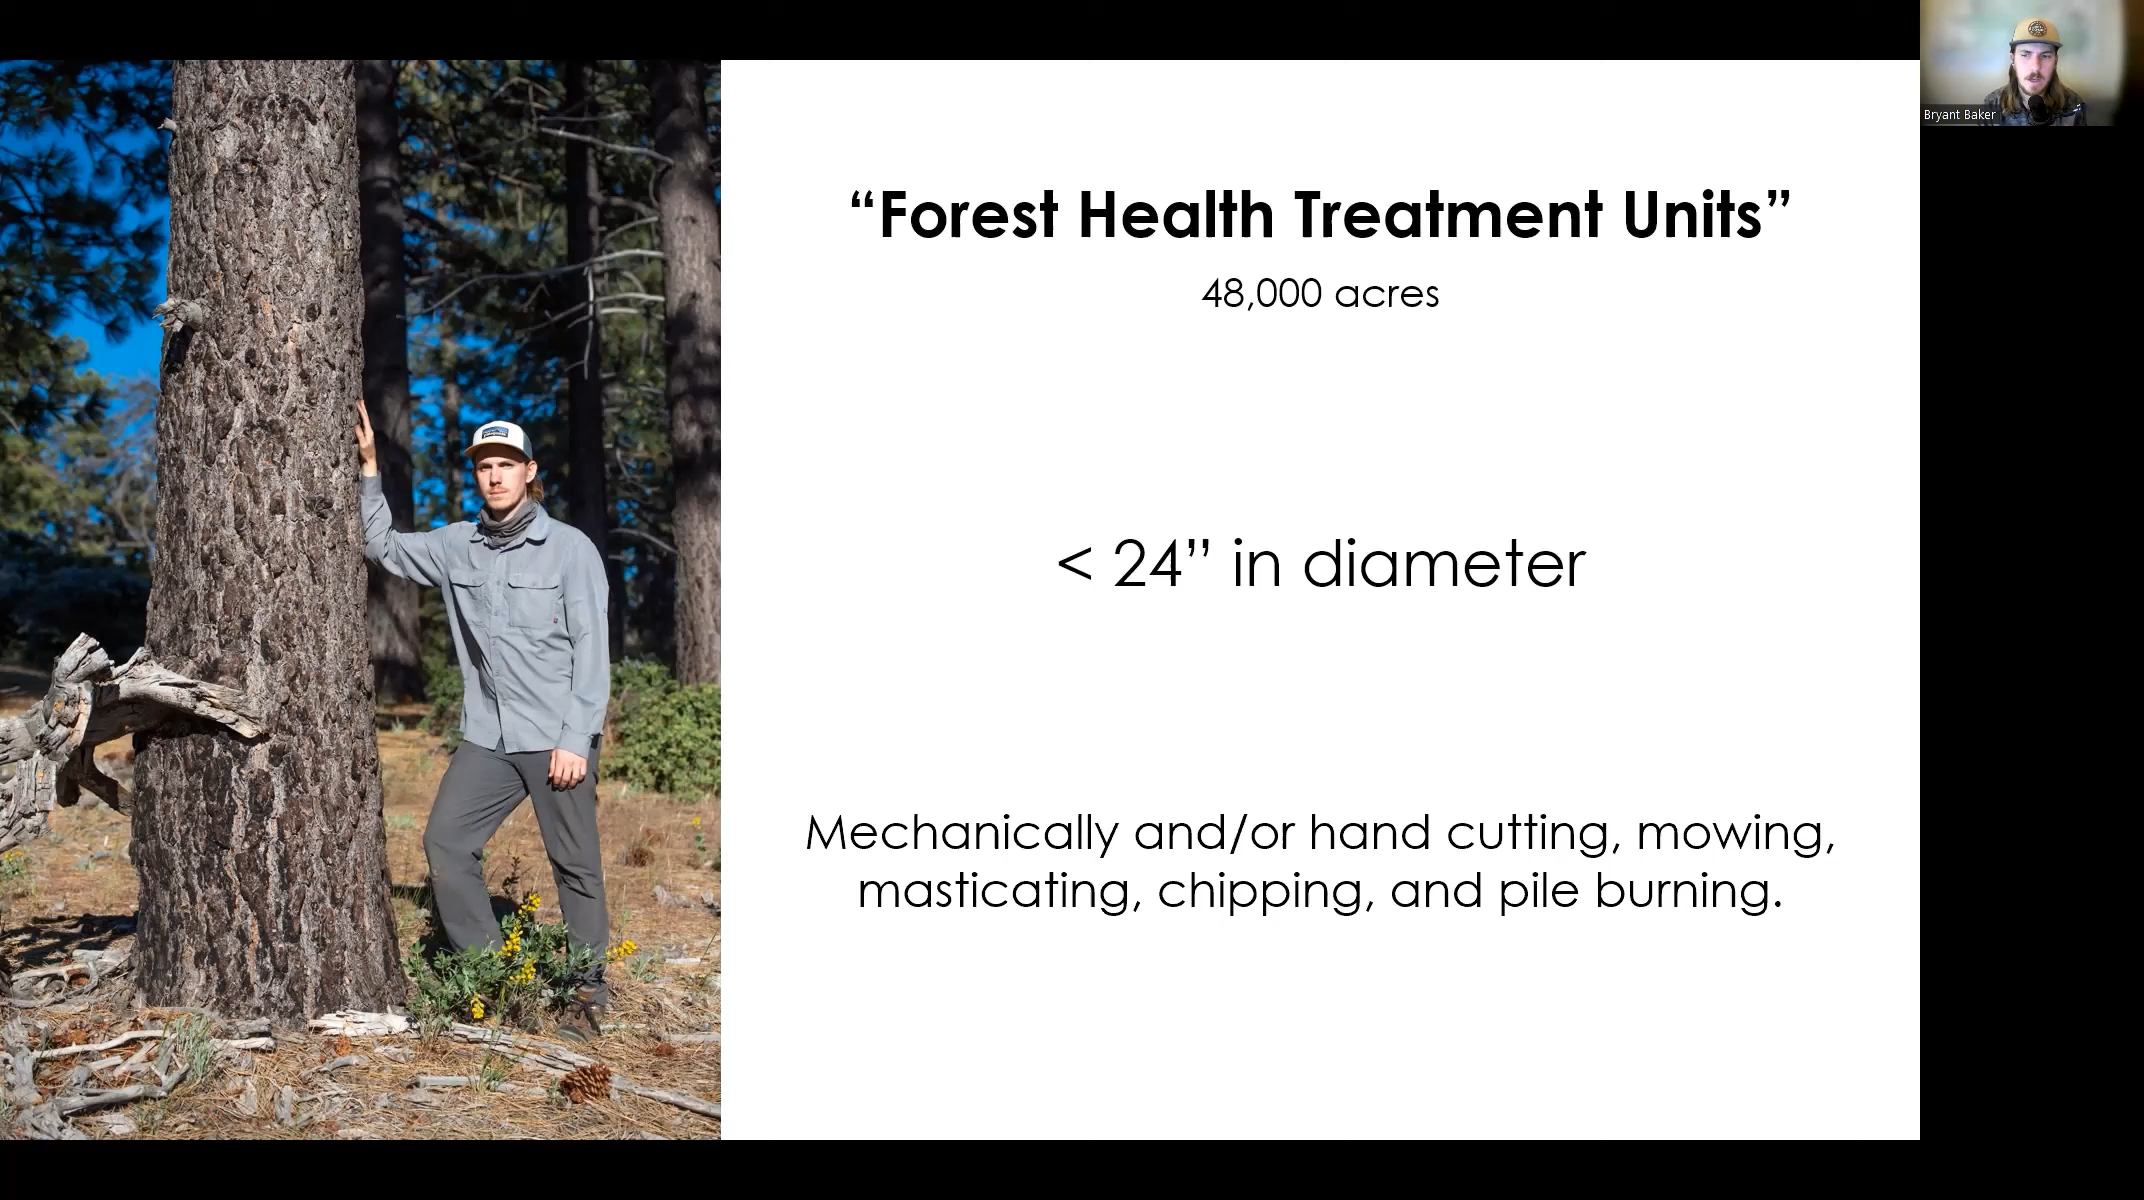 “Forest Health Treatment Units”
48,000 acres
< 24” in diameter
Mechanically and/or hand cutting, mowing,
masticating, chipping, and pile burning.
Bryant Baker